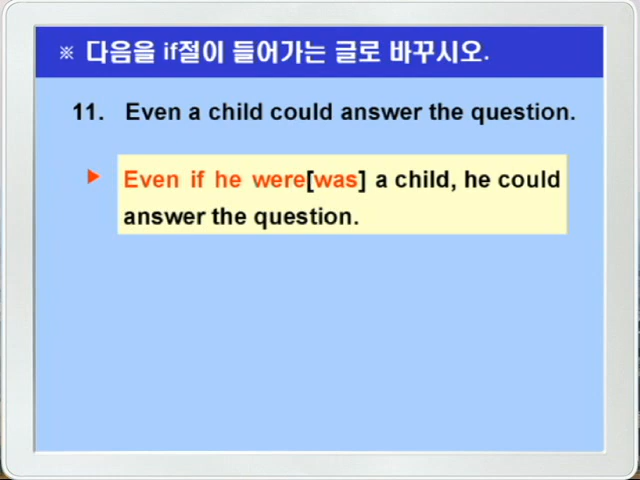 ※ 다음을 if절이 들어가는 글로 바꾸시오.
11. Even a child could answer the question.
▶ Even if he were[was] a child, he could
answer the question.